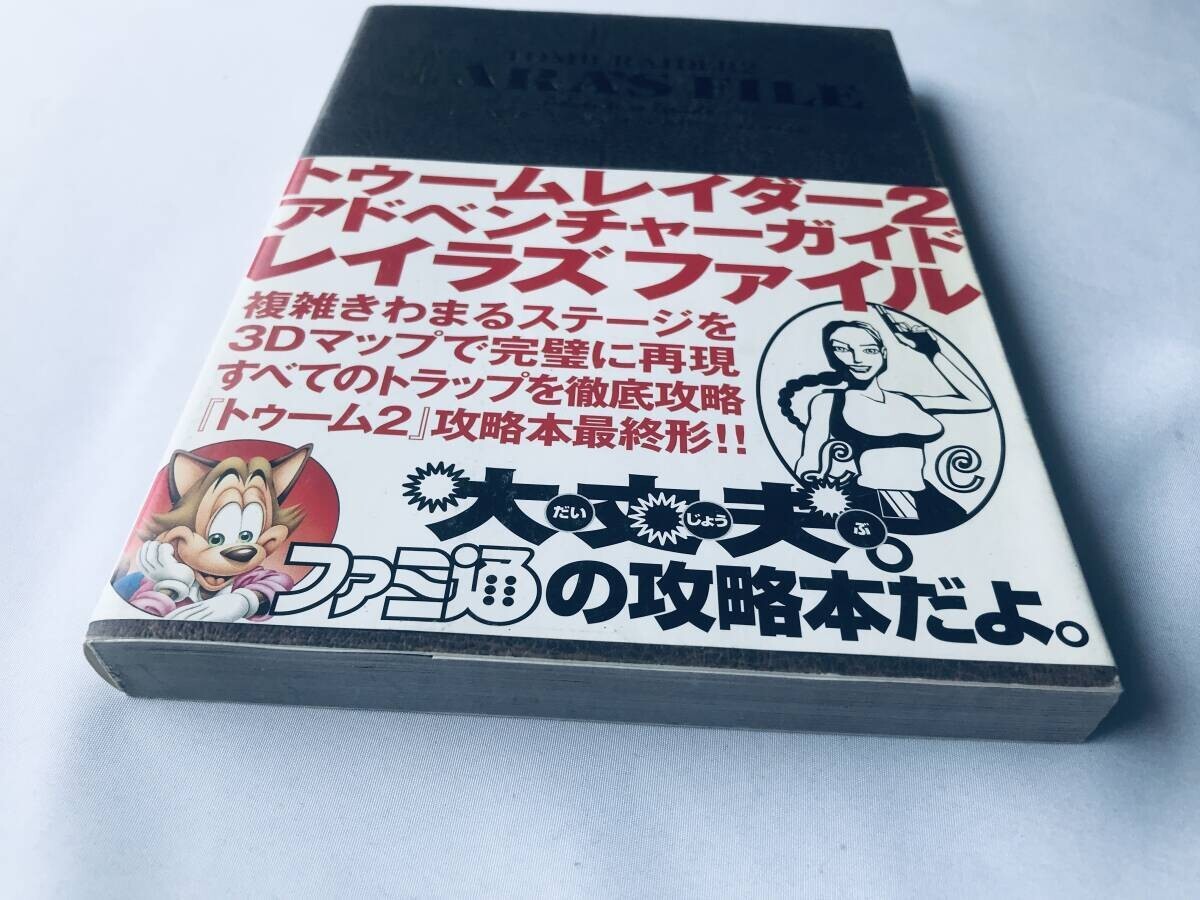 TOMB RAIDER 2
LARA'S FILE
トゥームレイダー2
アドベンチャーガイド
レイラズ ファイル
複雑きわまるステージを
3Dマップで完璧に再現
すべてのトラップを徹底攻略
『トゥーム2』攻略本最終形!!
大丈夫。
だい じょう ぶ
ファミ通の攻略本だよ。